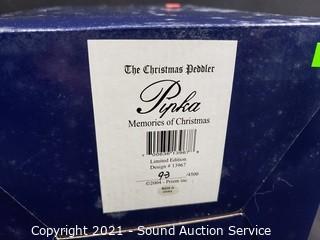 The Christmas Peddler
Pipka
Memories of Christmas
Limited Edition
Design # 13967
93 /4500
©2004 - Prizm inc
Copyright 2021 - Sound Auction Service